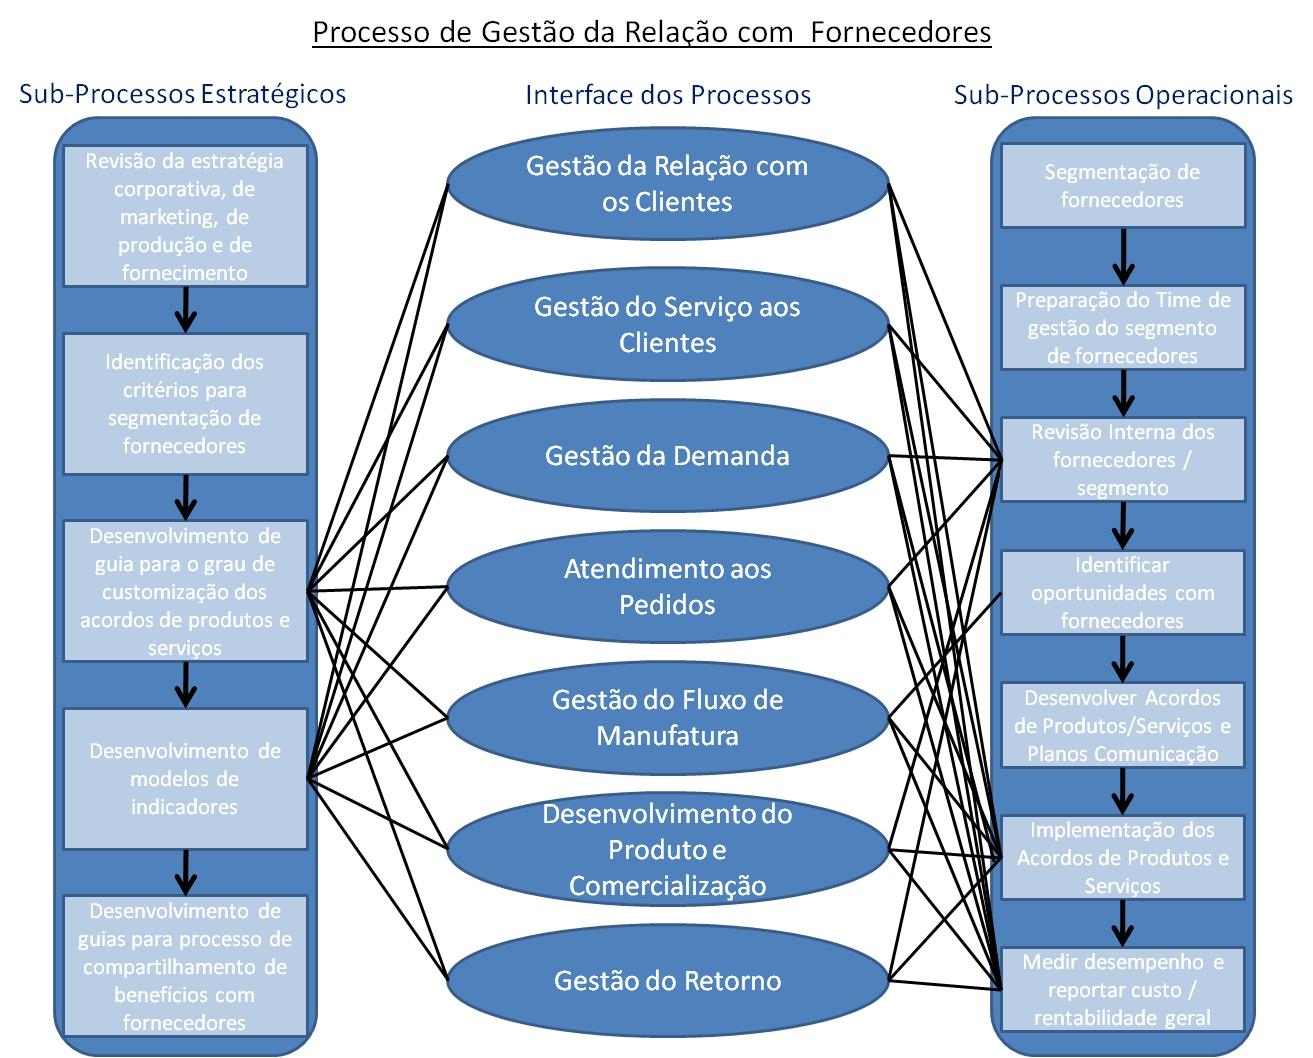 Processo de Gestão da Relação com  Fornecedores
Sub-Processos Estratégicos
Revisão da estratégia
corporativa, de
marketing, de
produção e de
fornecimento
Identificação dos
critérios para
segmentação de
fornecedores
Desenvolvimento de
guia para o grau de
customização dos
acordos de produtos e
serviços
Desenvolvimento de
modelos de
indicadores
Desenvolvimento de
guias para processo de
compartilhamento de
benefícios com
fornecedores
Interface dos Processos
Gestão da Relação com
os Clientes
Gestão do Serviço aos
Clientes
Gestão da Demanda
Atendimento aos
Pedidos
Gestão do Fluxo de
Manufatura
Desenvolvimento do
Produto e
Comercialização
Gestão do Retorno
Sub-Processos Operacionais
Segmentação de
fornecedores
Preparação do Time de
gestão do segmento
de fornecedores
Revisão Interna dos
fornecedores /
segmento
Identificar
oportunidades com
fornecedores
Desenvolver Acordos
de Produtos/Serviços e
Planos Comunicação
Implementação dos
Acordos de Produtos e
Serviços
Medir desempenho e
reportar custo /
rentabilidade geral